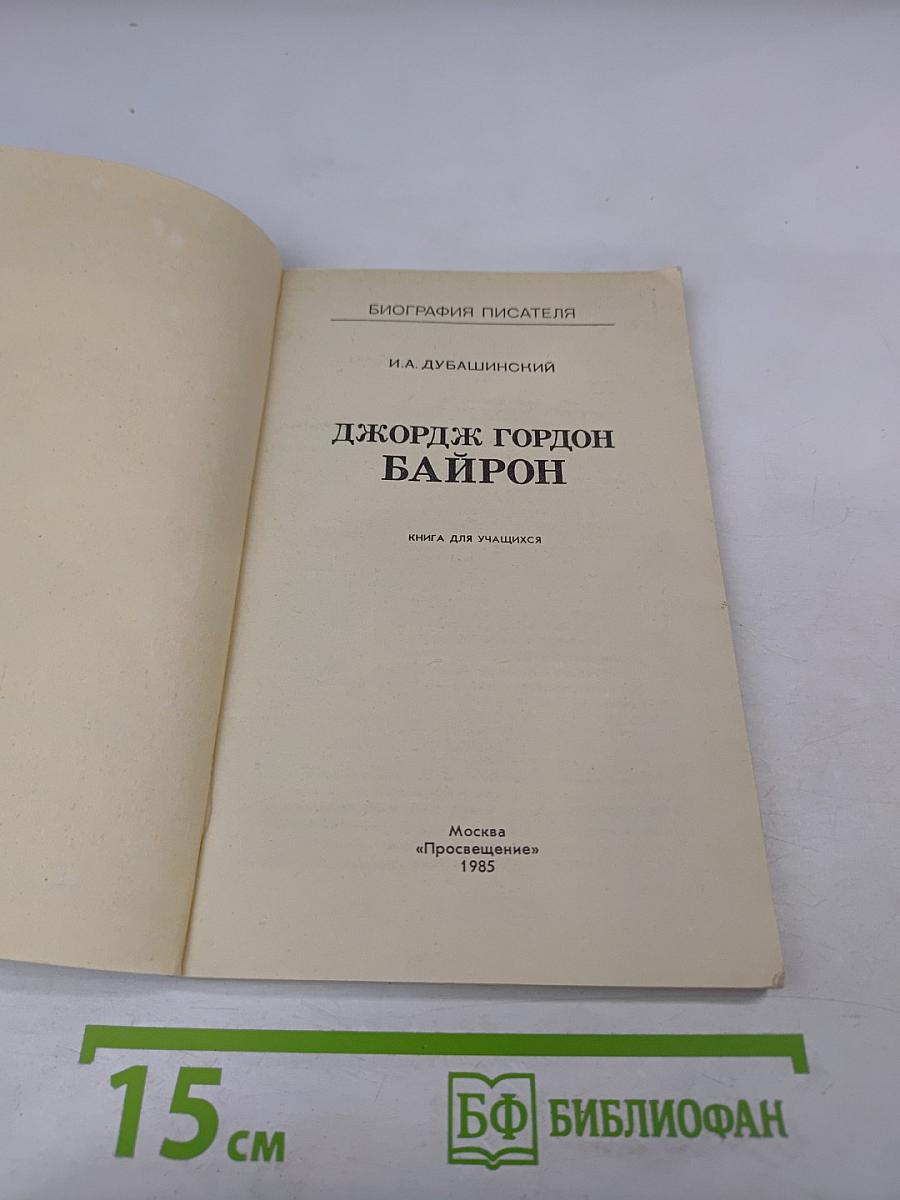 БИОГРАФИЯ ПИСАТЕЛЯ
И.А. ДУБАШИНСКИЙ
ДЖОРДЖ ГОРДОН
БАЙРОН
КНИГА ДЛЯ УЧАЩИХСЯ
Москва
«Просвещение»
1985
15 см
БФ БИБЛИОФАН